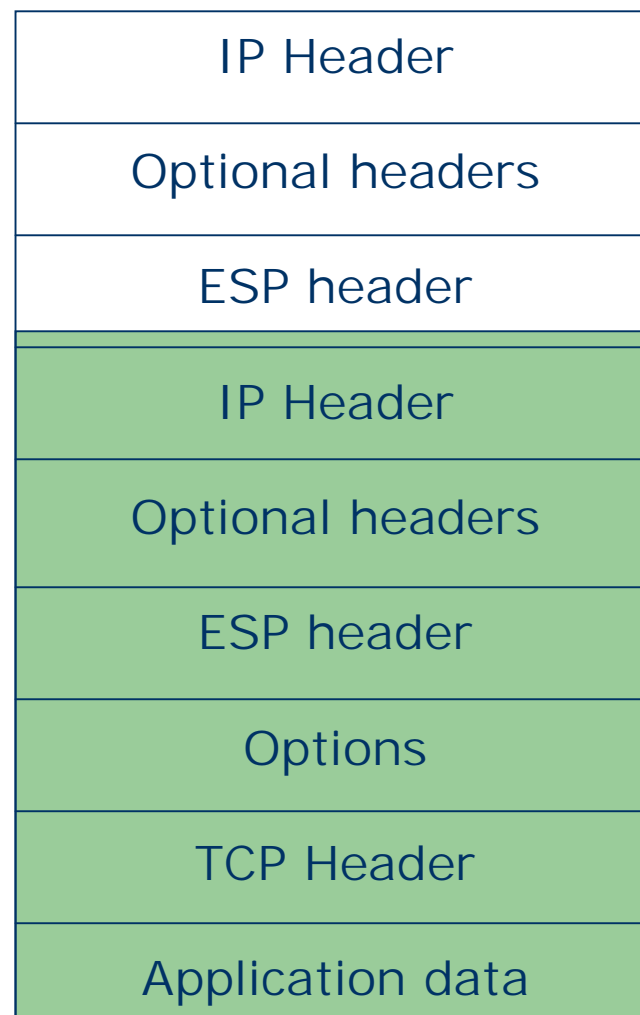 IP Header
Optional headers
ESP header
IP Header
Optional headers
ESP header
Options
TCP Header
Application data